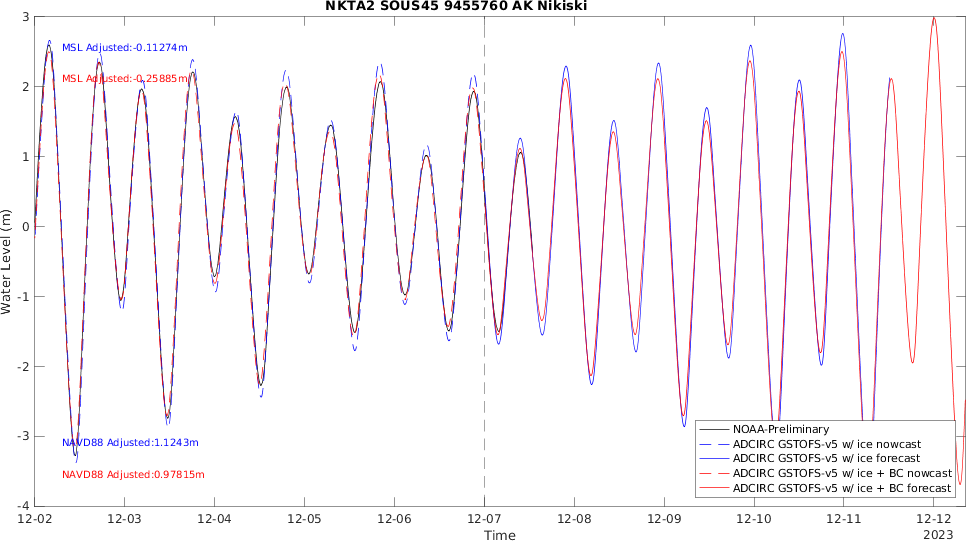 NKTA2 SOUS45 9455760 AK Nikiski
MSL Adjusted:-0.11274m
MSL Adjusted:-0.25885m
NAVD88 Adjusted:1.1243m
NAVD88 Adjusted:0.97815m
Water Level (m)
3
2
1
0
-1
-2
-3
-4
NOAA-Preliminary
ADCIRC GSTOFS-v5 w/ ice nowcast
ADCIRC GSTOFS-v5 w/ ice forecast
ADCIRC GSTOFS-v5 w/ ice + BC nowcast
ADCIRC GSTOFS-v5 w/ ice + BC forecast
12-02 12-03 12-04 12-05 12-06 12-07 12-08 12-09 12-10 12-11 12-12
Time
2023